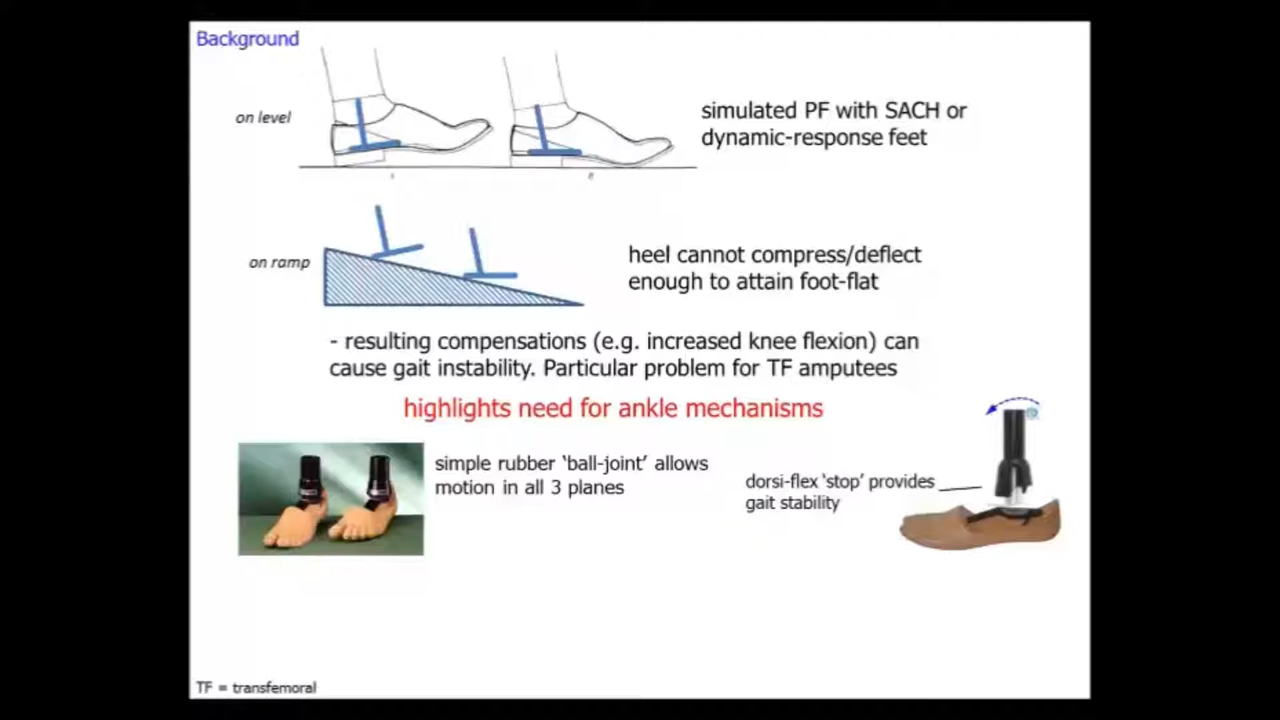 Background
on level
simulated PF with SACH or
dynamic-response feet
on ramp
heel cannot compress/deflect
enough to attain foot-flat
- resulting compensations (e.g. increased knee flexion) can
cause gait instability. Particular problem for TF amputees
highlights need for ankle mechanisms
simple rubber ‘ball-joint’ allows
motion in all 3 planes
dorsi-flex ‘stop’ provides
gait stability
TF = transfemoral